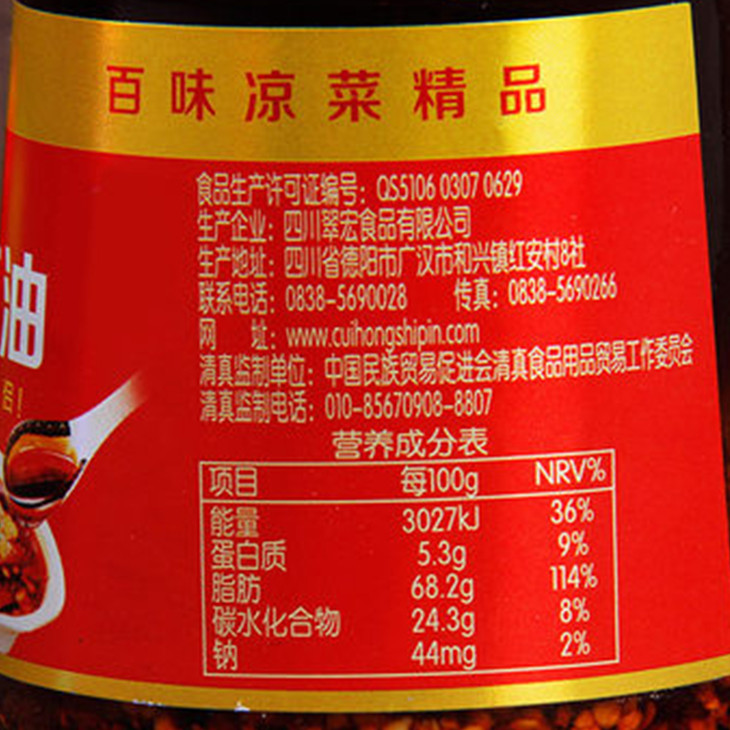 百味凉菜精品
食品生产许可证编号：QS5106 0307 0629
生产企业：四川翠宏食品有限公司
生产地址：四川省德阳市广汉市和兴镇红安村8社
联系电话：0838-5690028 传真：0838-5690266
网 址：www.cuihongshipin.com
清真监制单位：中国民族贸易促进会清真食品用品贸易工作委员会
清真监制电话：010-85670908-8807
油
营养成分表
项目 每100g NRV%
能量 3027kJ 36%
蛋白质 5.3g 9%
脂肪 68.2g 114%
碳水化合物 24.3g 8%
钠 44mg 2%